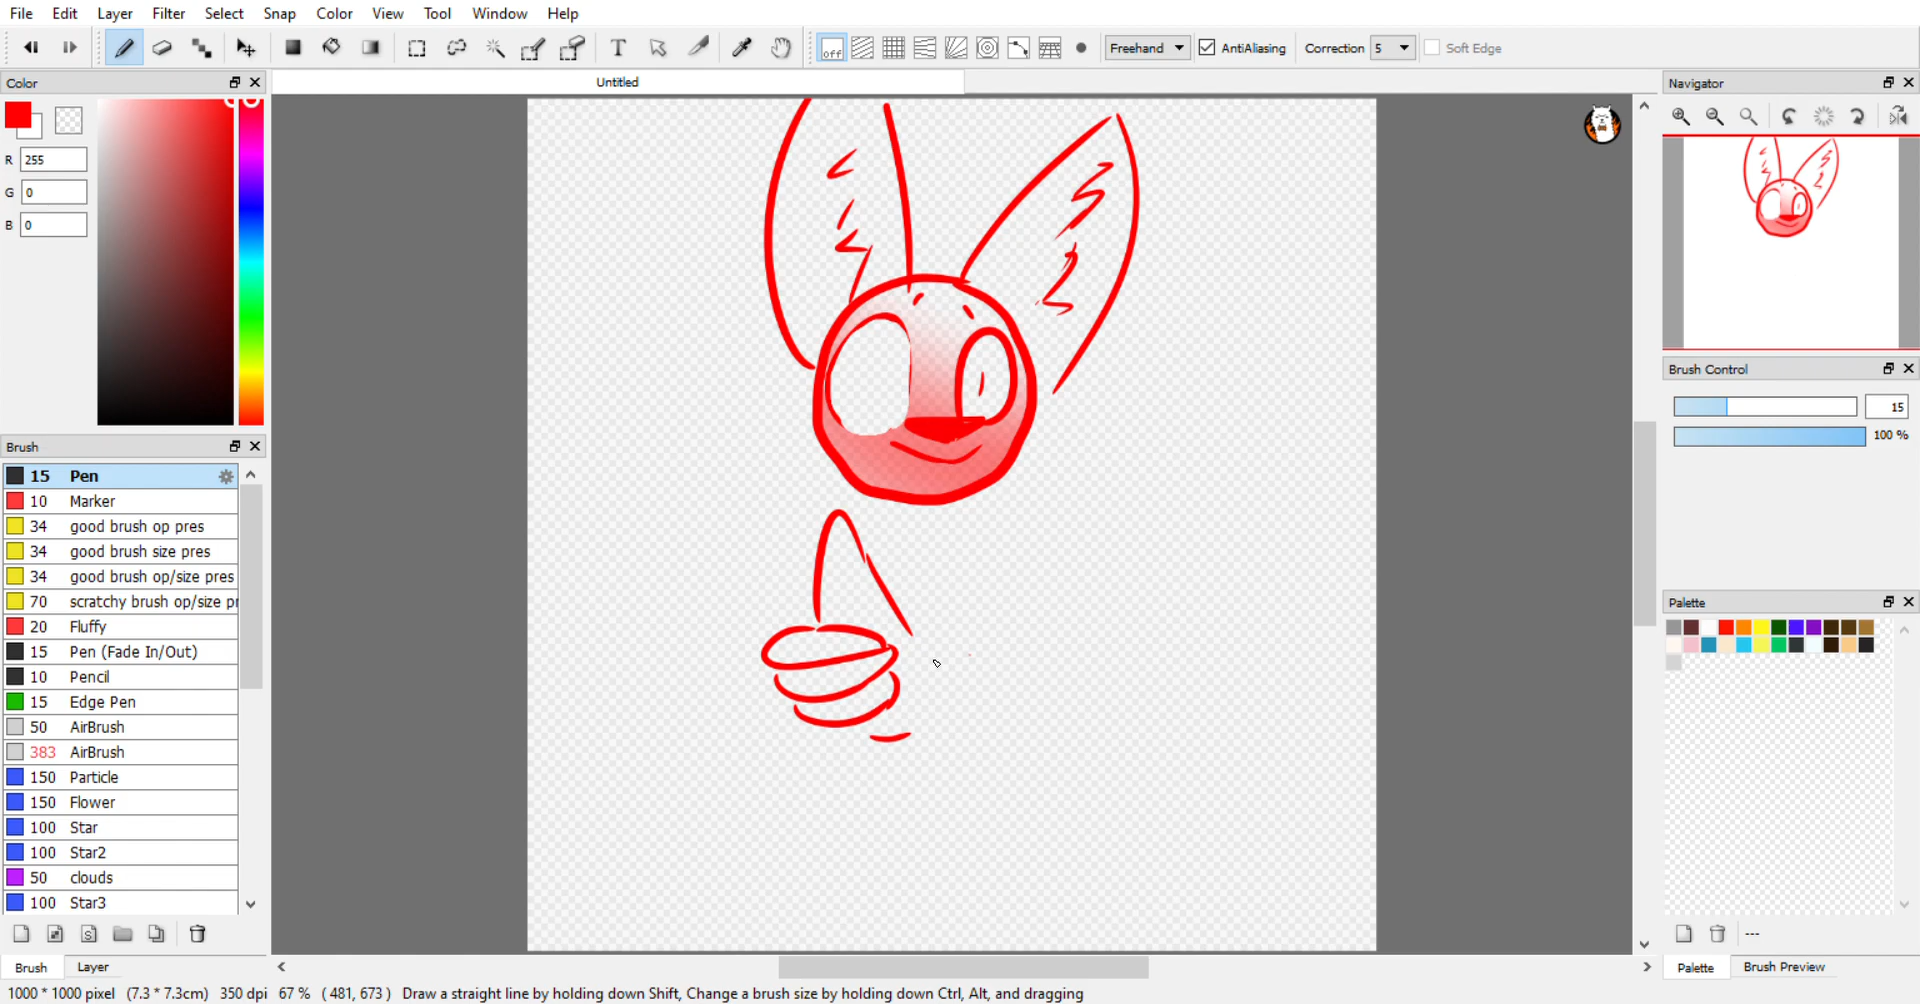 File Edit Layer Filter Select Snap Color View Tool Window Help
off Freehand AntiAliasing Correction 5 Soft Edge
Color
Untitled
Navigator
R 255
G 0
B 0
Brush Control
15
100 %
Brush
15 Pen
10 Marker
34 good brush op pres
34 good brush size pres
34 good brush op/size pres
70 scratchy brush op/size pr
20 Fluffy
15 Pen (Fade In/Out)
10 Pencil
15 Edge Pen
50 AirBrush
383 AirBrush
150 Particle
150 Flower
100 Star
100 Star2
50 clouds
100 Star3
Palette
---
Brush Layer
Palette Brush Preview
1000 * 1000 pixel (7.3 * 7.3cm) 350 dpi 67 % ( 481, 673 ) Draw a straight line by holding down Shift, Change a brush size by holding down Ctrl, Alt, and dragging